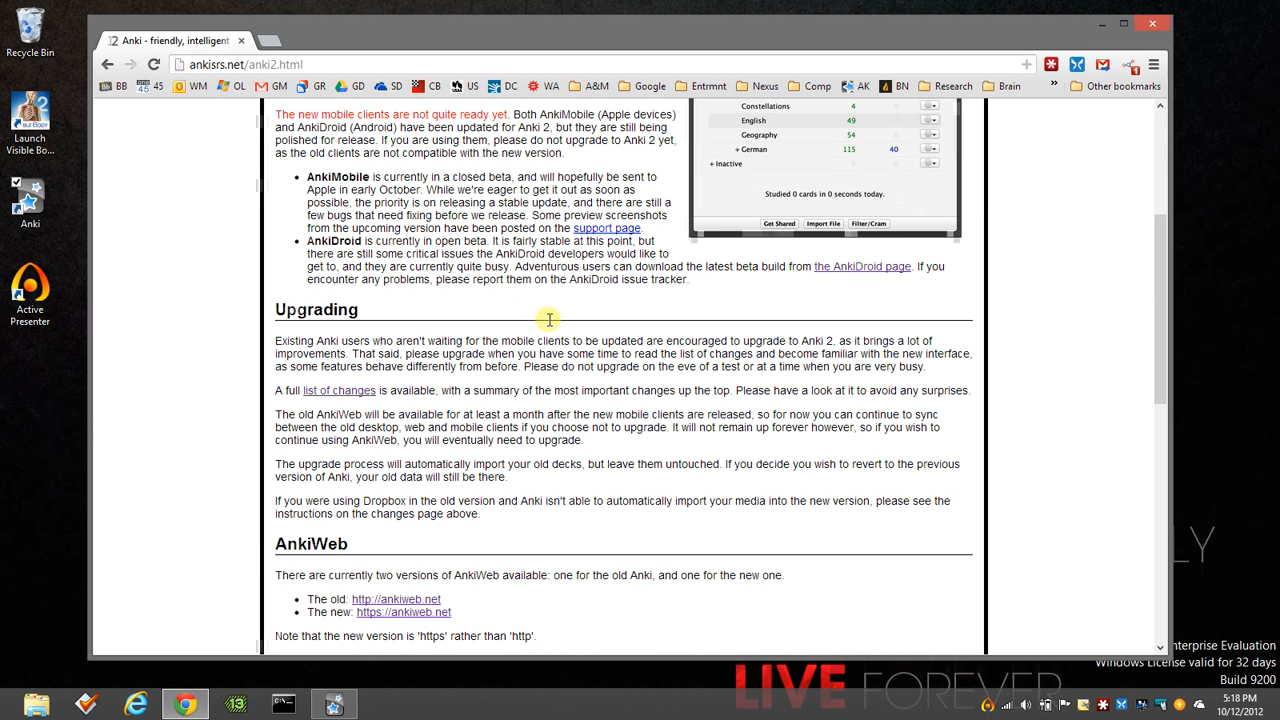 Recycle Bin
Launch
Visible Bo...
Anki
Active
Presenter
Anki - friendly, intelligent
ankisrs.net/anki2.html
BB
45
WM
OL
GM
GR
GD
SD
CB
US
DC
WA
A&M
Google
Entrmnt
Nexus
Comp
AK
BN
Research
Brain
»
Other bookmarks
The new mobile clients are not quite ready yet. Both AnkiMobile (Apple devices)
and AnkiDroid (Android) have been updated for Anki 2, but they are still being
polished for release. If you are using them, please do not upgrade to Anki 2 yet,
as the old clients are not compatible with the new version.
Constellations 4
English 49
Geography 54
+ German 115 40
+ Inactive
Studied 0 cards in 0 seconds today.
Get Shared Import File Filter/Cram
• AnkiMobile is currently in a closed beta, and will hopefully be sent to
Apple in early October. While we're eager to get it out as soon as
possible, the priority is on releasing a stable update, and there are still a
few bugs that need fixing before we release. Some preview screenshots
from the upcoming version have been posted on the support page.
• AnkiDroid is currently in open beta. It is fairly stable at this point, but
there are still some critical issues the AnkiDroid developers would like to
get to, and they are currently quite busy. Adventurous users can download the latest beta build from the AnkiDroid page. If you
encounter any problems, please report them on the AnkiDroid issue tracker.
Upgrading
Existing Anki users who aren't waiting for the mobile clients to be updated are encouraged to upgrade to Anki 2, as it brings a lot of
improvements. That said, please upgrade when you have some time to read the list of changes and become familiar with the new interface,
as some features behave differently from before. Please do not upgrade on the eve of a test or at a time when you are very busy.
A full list of changes is available, with a summary of the most important changes up the top. Please have a look at it to avoid any surprises.
The old AnkiWeb will be available for at least a month after the new mobile clients are released, so for now you can continue to sync
between the old desktop, web and mobile clients if you choose not to upgrade. It will not remain up forever however, so if you wish to
continue using AnkiWeb, you will eventually need to upgrade.
The upgrade process will automatically import your old decks, but leave them untouched. If you decide you wish to revert to the previous
version of Anki, your old data will still be there.
If you were using Dropbox in the old version and Anki isn't able to automatically import your media into the new version, please see the
instructions on the changes page above.
AnkiWeb
There are currently two versions of AnkiWeb available: one for the old Anki, and one for the new one.
• The old: http://ankiweb.net
• The new: https://ankiweb.net
Note that the new version is 'https' rather than 'http'.
LIVE FOREVER
terprise Evaluation
Windows License valid for 32 days
Build 9200
5:18 PM
10/12/2012